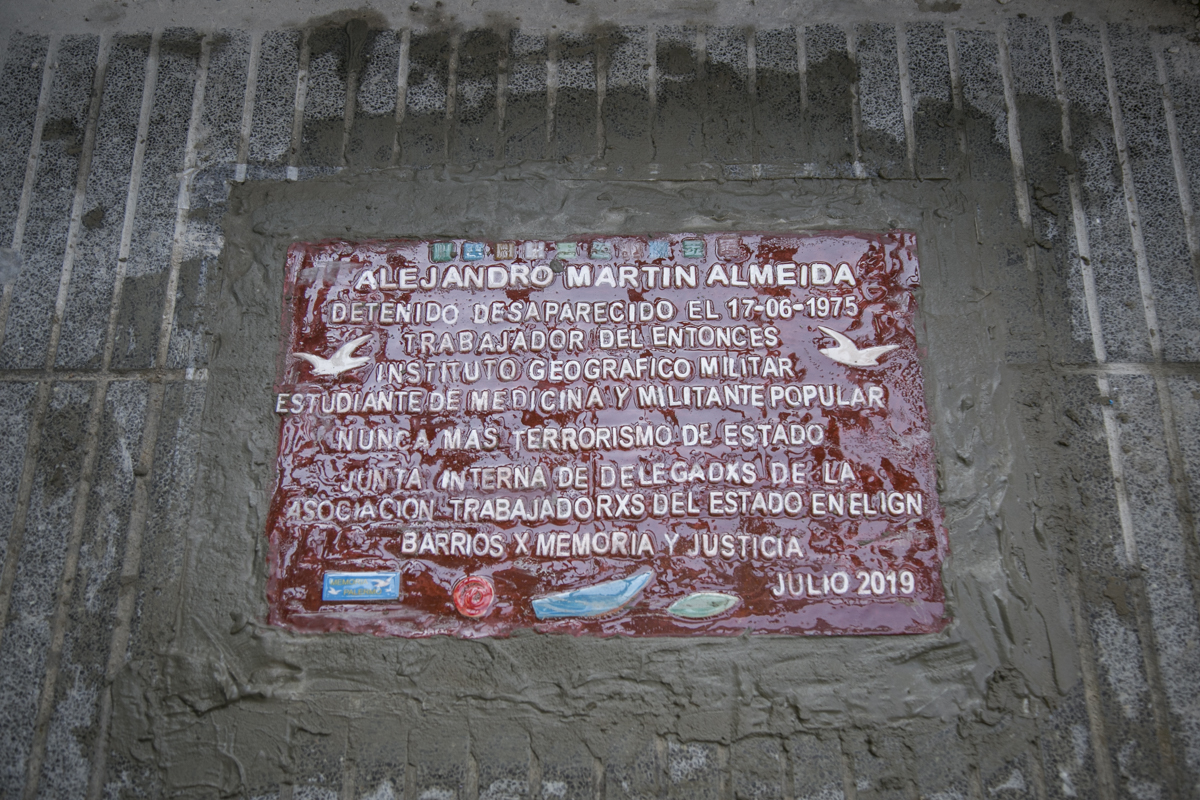 ALEJANDRO MARTIN ALMEIDA
DETENIDO DESAPARECIDO EL 17-06-1975
TRABAJADOR DEL ENTONCES
INSTITUTO GEOGRAFICO MILITAR
ESTUDIANTE DE MEDICINA Y MILITANTE POPULAR
NUNCA MAS TERRORISMO DE ESTADO
JUNTA INTERNA DE DELEGADXS DE LA
ASOCIACION TRABAJADORXS DEL ESTADO EN EL IGN
BARRIOS X MEMORIA Y JUSTICIA
JULIO 2019